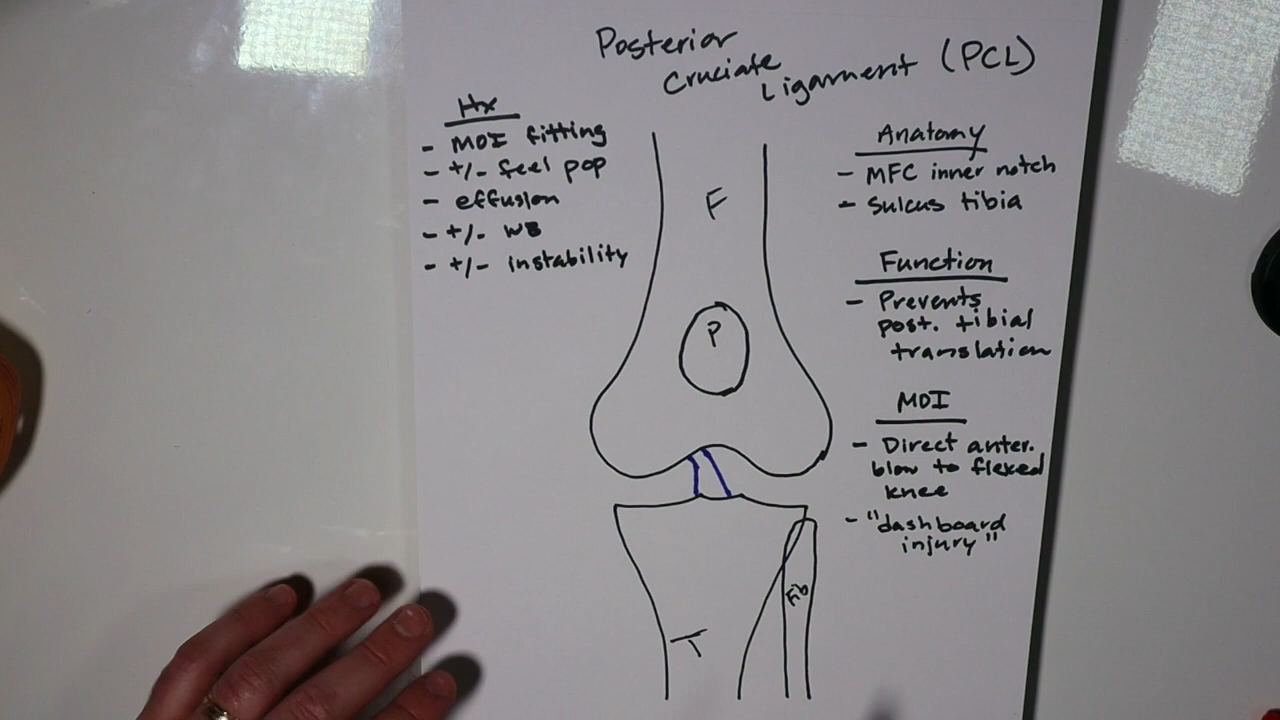 Posterior
Cruciate
Ligament (PCL)
Hx
- MOI fitting
- +/- feel pop
- effusion
- +/- WB
- +/- instability
Anatomy
- MFC inner notch
- Sulcus tibia
Function
- Prevents
post. tibial
translation
MOI
- Direct anter.
blow to flexed
knee
- "dashboard
injury"
F
P
Fib
T